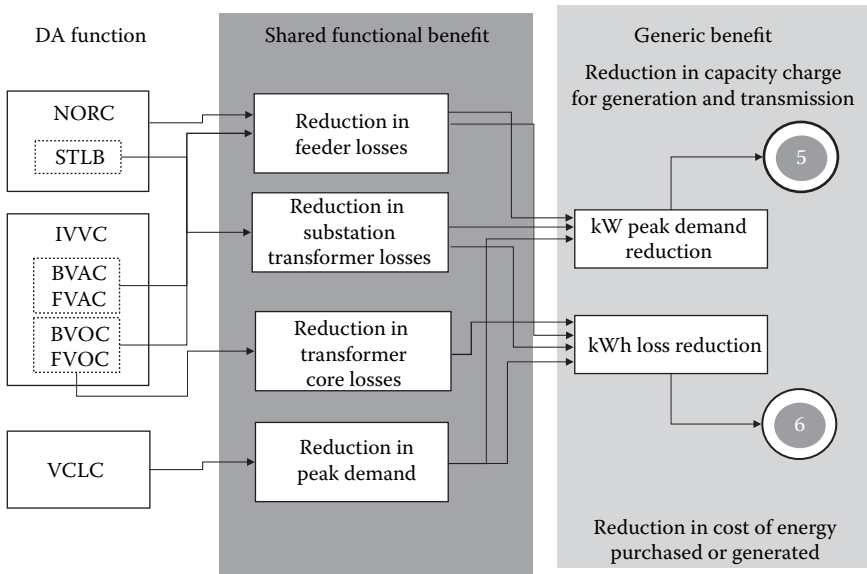 DA function
Shared functional benefit
Generic benefit
Reduction in capacity charge
for generation and transmission
NORC
STLB
IVVC
BVAC
FVAC
BVOC
FVOC
VCLC
Reduction in
feeder losses
Reduction in
substation
transformer losses
Reduction in
transformer
core losses
Reduction in
peak demand
5
kW peak demand
reduction
kWh loss reduction
6
Reduction in cost of energy
purchased or generated